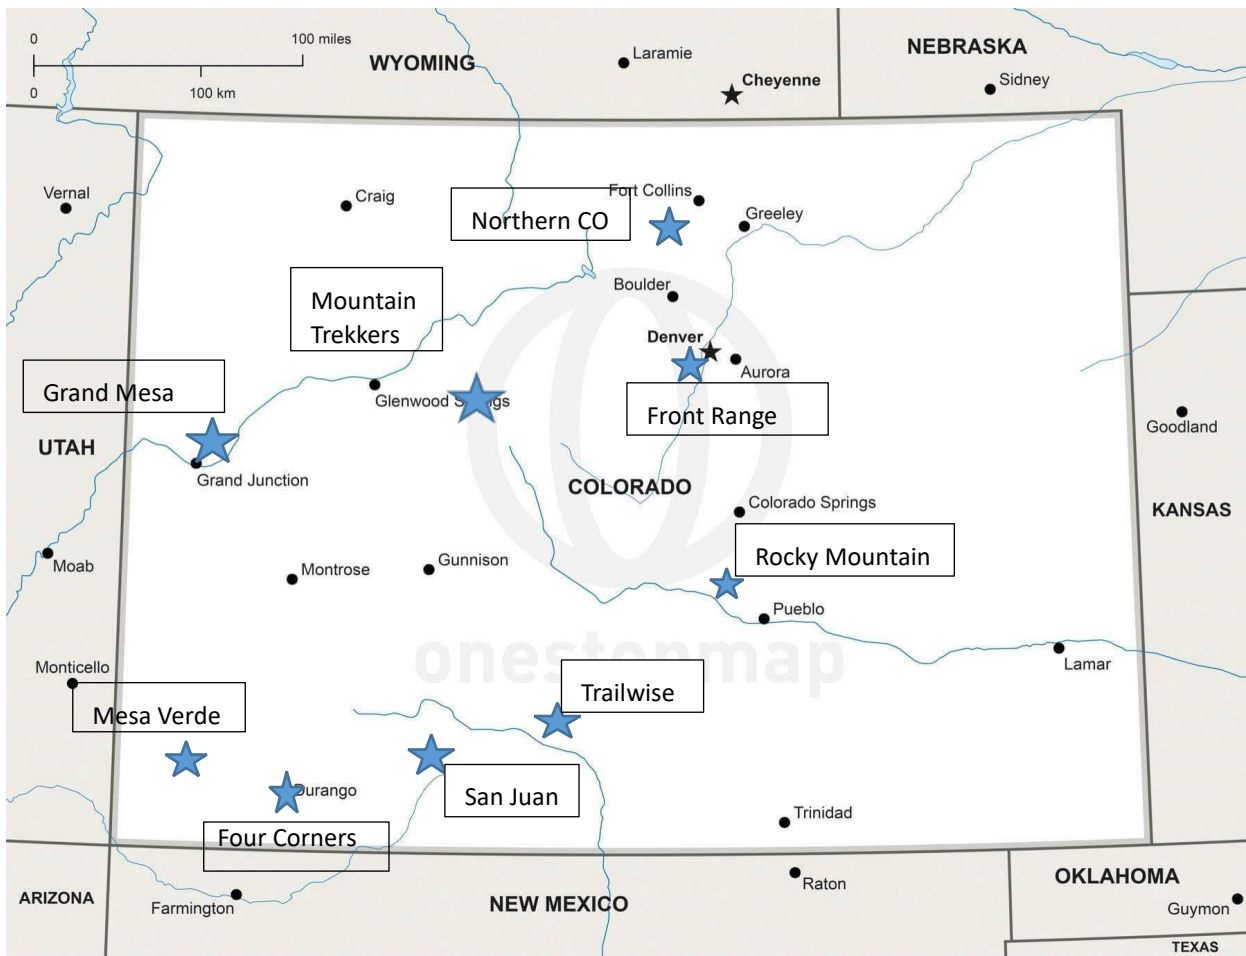 0
100 miles
0
100 km
WYOMING
Laramie
Cheyenne
NEBRASKA
Sidney
Vernal
Craig
Fort Collins
Northern CO
Greeley
Mountain
Trekkers
Boulder
Denver
Aurora
Grand Mesa
Glenwood Springs
Front Range
UTAH
Goodland
Grand Junction
COLORADO
Colorado Springs
KANSAS
Moab
Montrose
Gunnison
Rocky Mountain
Pueblo
onestopmap
Lamar
Monticello
Trailwise
Mesa Verde
Durango
San Juan
Trinidad
Four Corners
ARIZONA
Farmington
NEW MEXICO
Raton
OKLAHOMA
Guymon
TEXAS